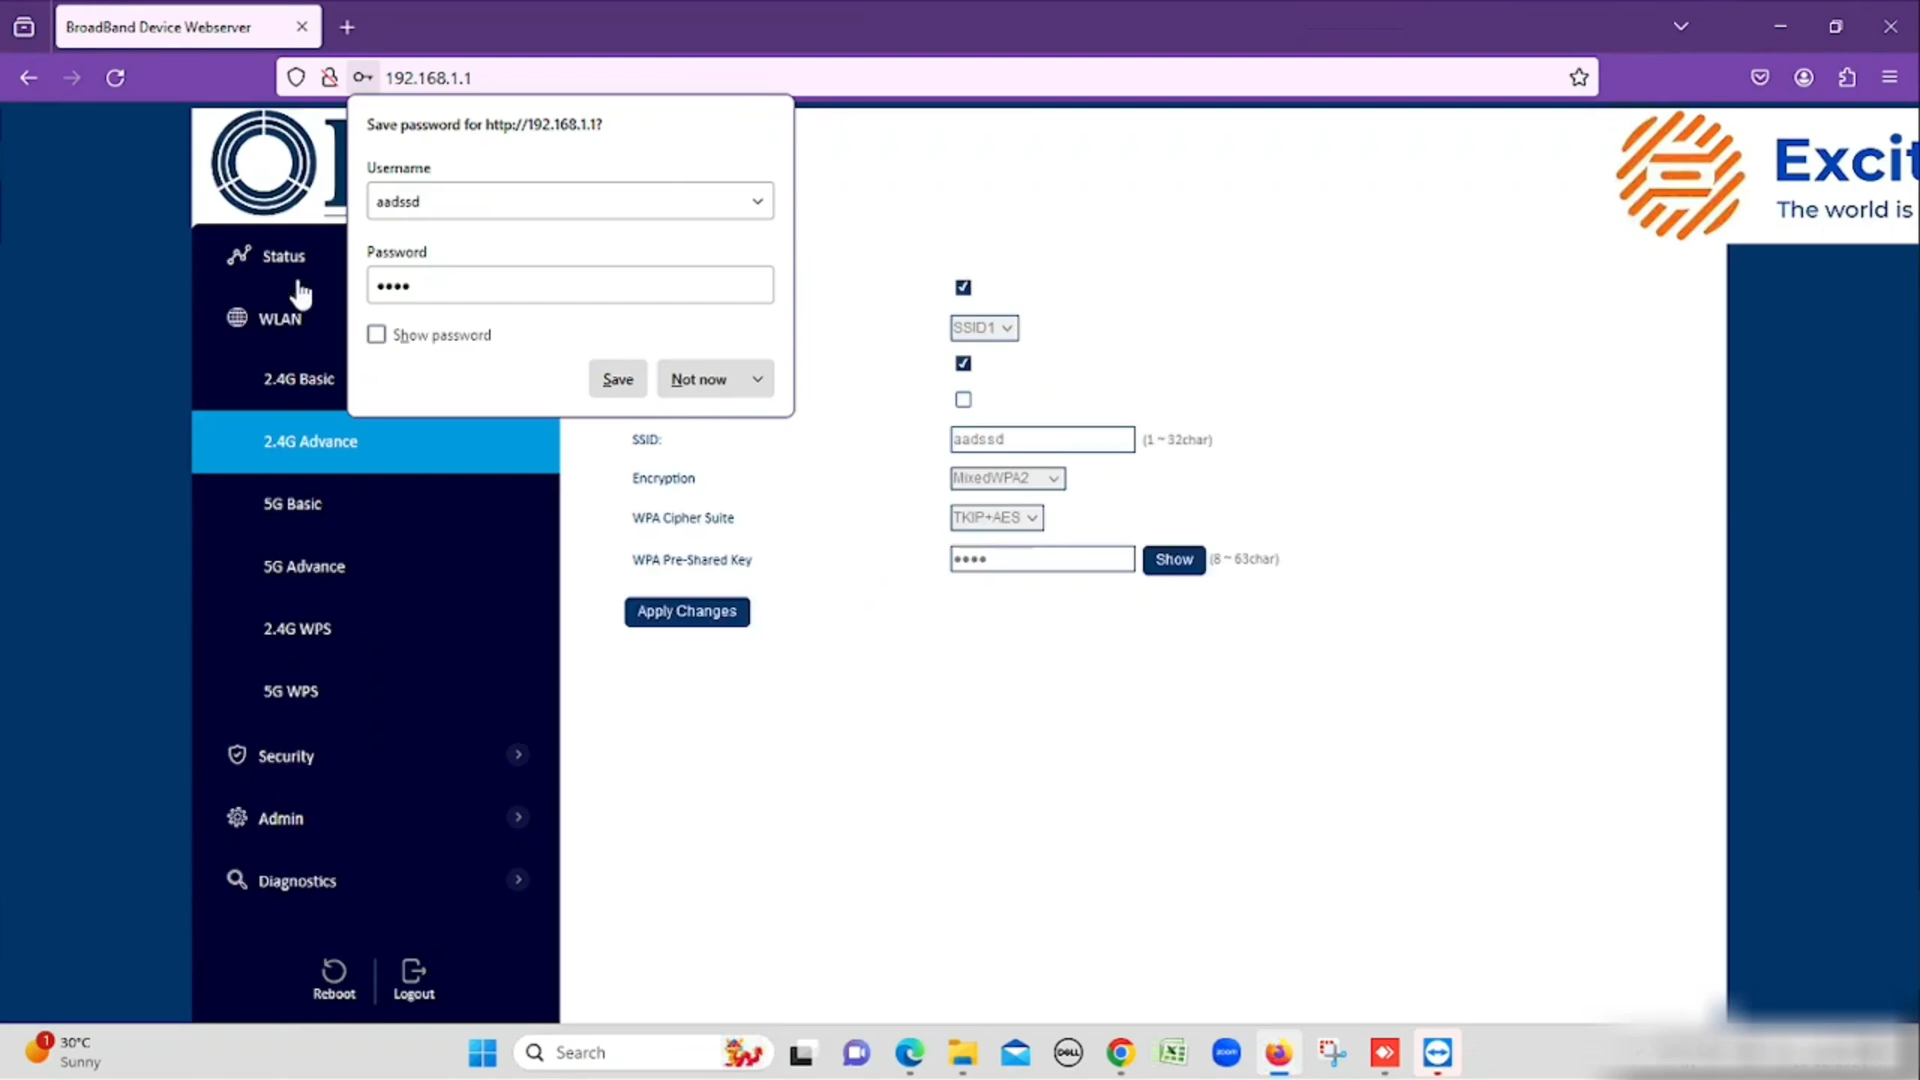 BroadBand Device Webserver
192.168.1.1
Save password for http://192.168.1.1?
Username
aadssd
Password
••••
Show password
Save
Not now
Excit
The world is
Status
WLAN
2.4G Basic
2.4G Advance
5G Basic
5G Advance
2.4G WPS
5G WPS
Security
Admin
Diagnostics
Reboot
Logout
SSID1
SSID:
aadssd
(1 ~ 32char)
Encryption
MixedWPA2
WPA Cipher Suite
TKIP+AES
WPA Pre-Shared Key
••••
Show
(8 ~ 63char)
Apply Changes
1
30°C
Sunny
Search
DELL
zoom